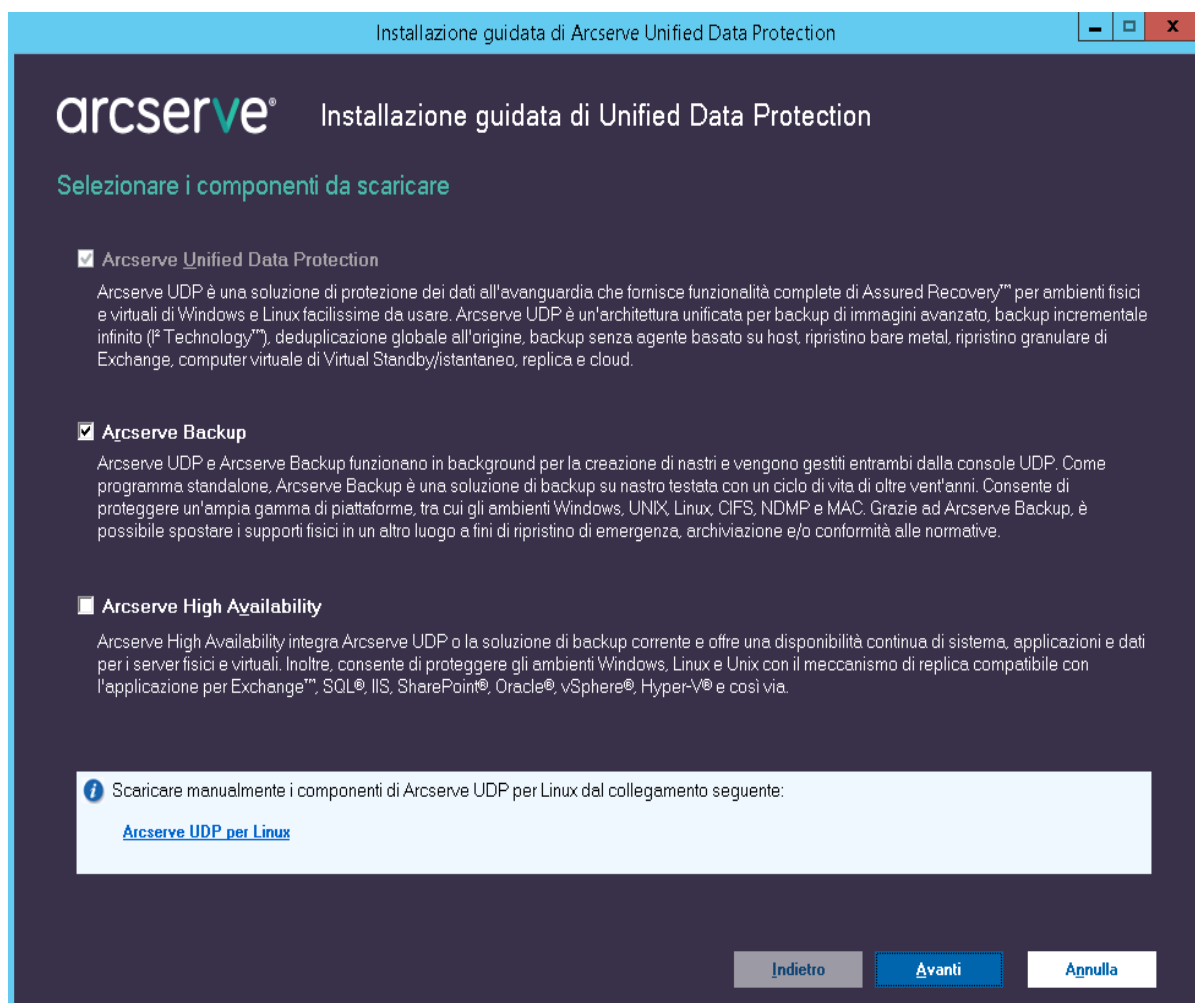 Installazione guidata di Arcserve Unified Data Protection
arcserve® Installazione guidata di Unified Data Protection
Selezionare i componenti da scaricare
Arcserve Unified Data Protection
Arcserve UDP è una soluzione di protezione dei dati all'avanguardia che fornisce funzionalità complete di Assured Recovery™ per ambienti fisici
e virtuali di Windows e Linux facilissime da usare. Arcserve UDP è un'architettura unificata per backup di immagini avanzato, backup incrementale
infinito (I² Technology™), deduplicazione globale all'origine, backup senza agente basato su host, ripristino bare metal, ripristino granulare di
Exchange, computer virtuale di Virtual Standby/istantaneo, replica e cloud.
Arcserve Backup
Arcserve UDP e Arcserve Backup funzionano in background per la creazione di nastri e vengono gestiti entrambi dalla console UDP. Come
programma standalone, Arcserve Backup è una soluzione di backup su nastro testata con un ciclo di vita di oltre vent'anni. Consente di
proteggere un'ampia gamma di piattaforme, tra cui gli ambienti Windows, UNIX, Linux, CIFS, NDMP e MAC. Grazie ad Arcserve Backup, è
possibile spostare i supporti fisici in un altro luogo a fini di ripristino di emergenza, archiviazione e/o conformità alle normative.
Arcserve High Availability
Arcserve High Availability integra Arcserve UDP o la soluzione di backup corrente e offre una disponibilità continua di sistema, applicazioni e dati
per i server fisici e virtuali. Inoltre, consente di proteggere gli ambienti Windows, Linux e Unix con il meccanismo di replica compatibile con
l'applicazione per Exchange™, SQL®, IIS, SharePoint®, Oracle®, vSphere®, Hyper-V® e così via.
Scaricare manualmente i componenti di Arcserve UDP per Linux dal collegamento seguente:
Arcserve UDP per Linux
Indietro Avanti Annulla